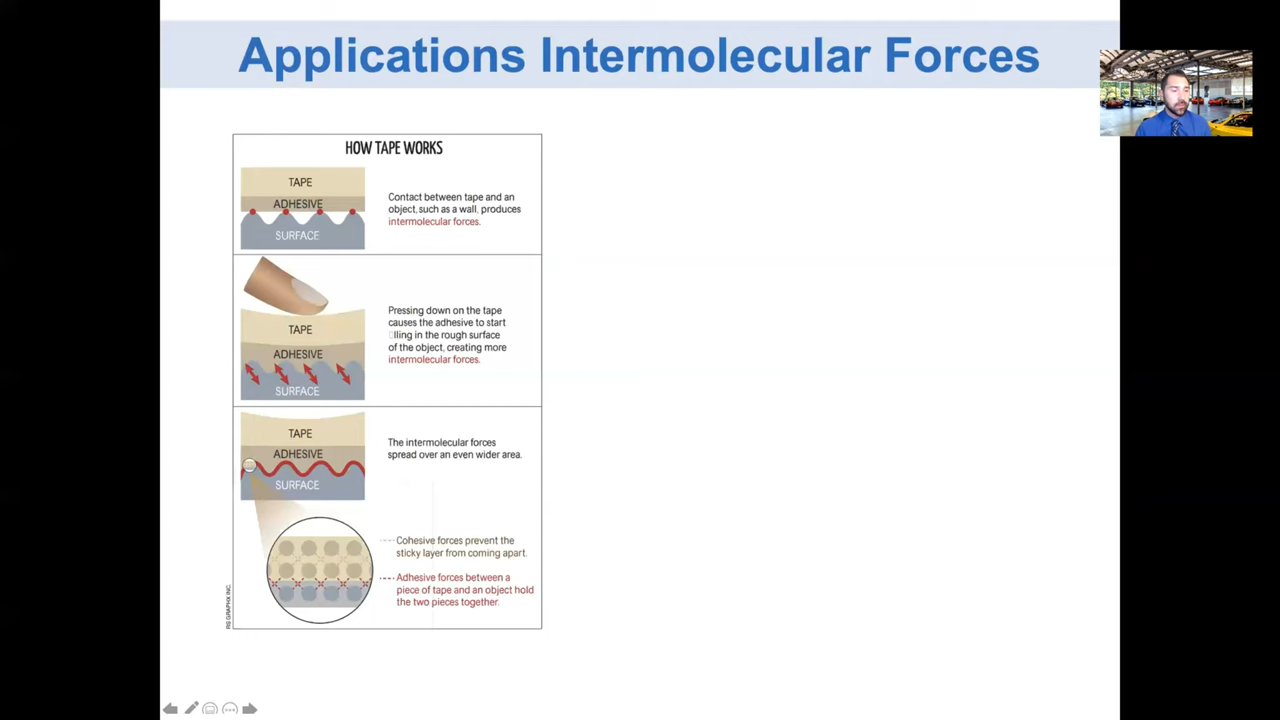 Applications Intermolecular Forces
HOW TAPE WORKS
TAPE
ADHESIVE
SURFACE
Contact between tape and an
object, such as a wall, produces
intermolecular forces.
TAPE
ADHESIVE
SURFACE
Pressing down on the tape
causes the adhesive to start
lling in the rough surface
of the object, creating more
intermolecular forces.
TAPE
ADHESIVE
SURFACE
The intermolecular forces
spread over an even wider area.
Cohesive forces prevent the
sticky layer from coming apart.
Adhesive forces between a
piece of tape and an object hold
the two pieces together.
RS GRAPHX INC.